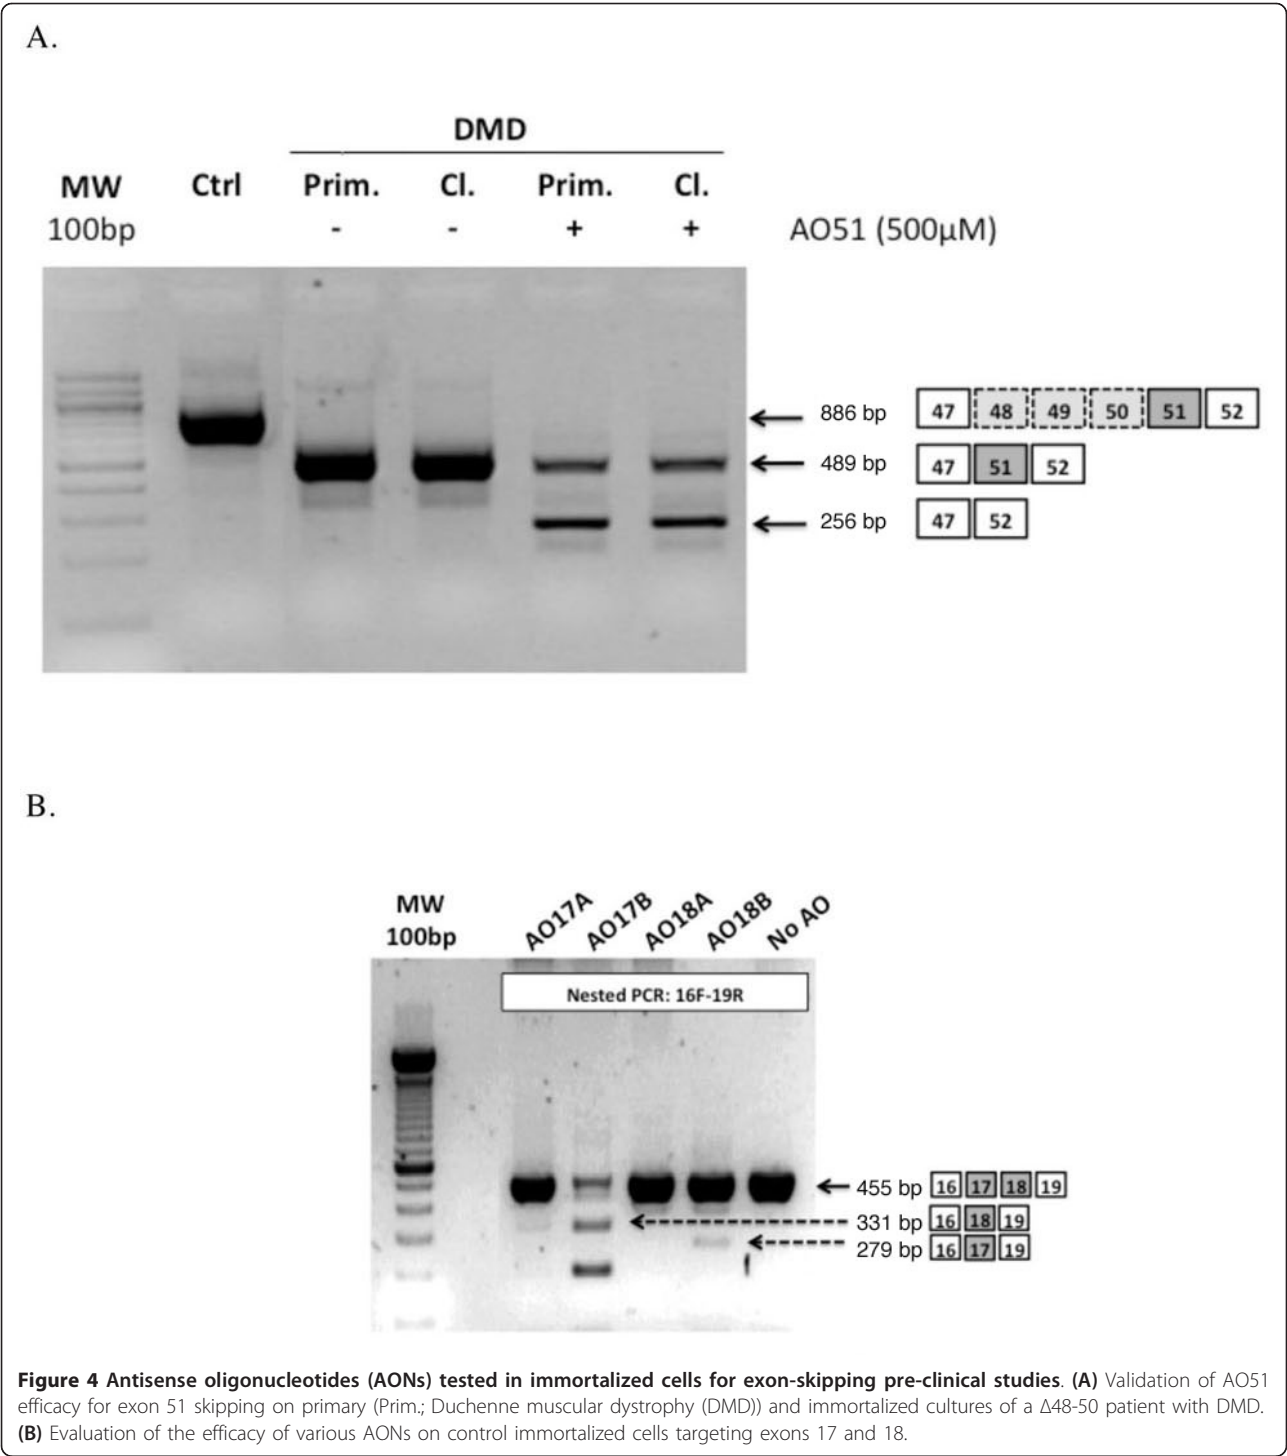 A.
DMD
MW Ctrl Prim. Cl. Prim. Cl.
100bp - - + + AO51 (500µM)
886 bp 47 48 49 50 51 52
489 bp 47 51 52
256 bp 47 52
B.
MW
100bp
AO17A AO17B AO18A AO18B No AO
Nested PCR: 16F-19R
455 bp 16 17 18 19
331 bp 16 18 19
279 bp 16 17 19
Figure 4 Antisense oligonucleotides (AONs) tested in immortalized cells for exon-skipping pre-clinical studies. (A) Validation of AO51
efficacy for exon 51 skipping on primary (Prim.; Duchenne muscular dystrophy (DMD)) and immortalized cultures of a Δ48-50 patient with DMD.
(B) Evaluation of the efficacy of various AONs on control immortalized cells targeting exons 17 and 18.